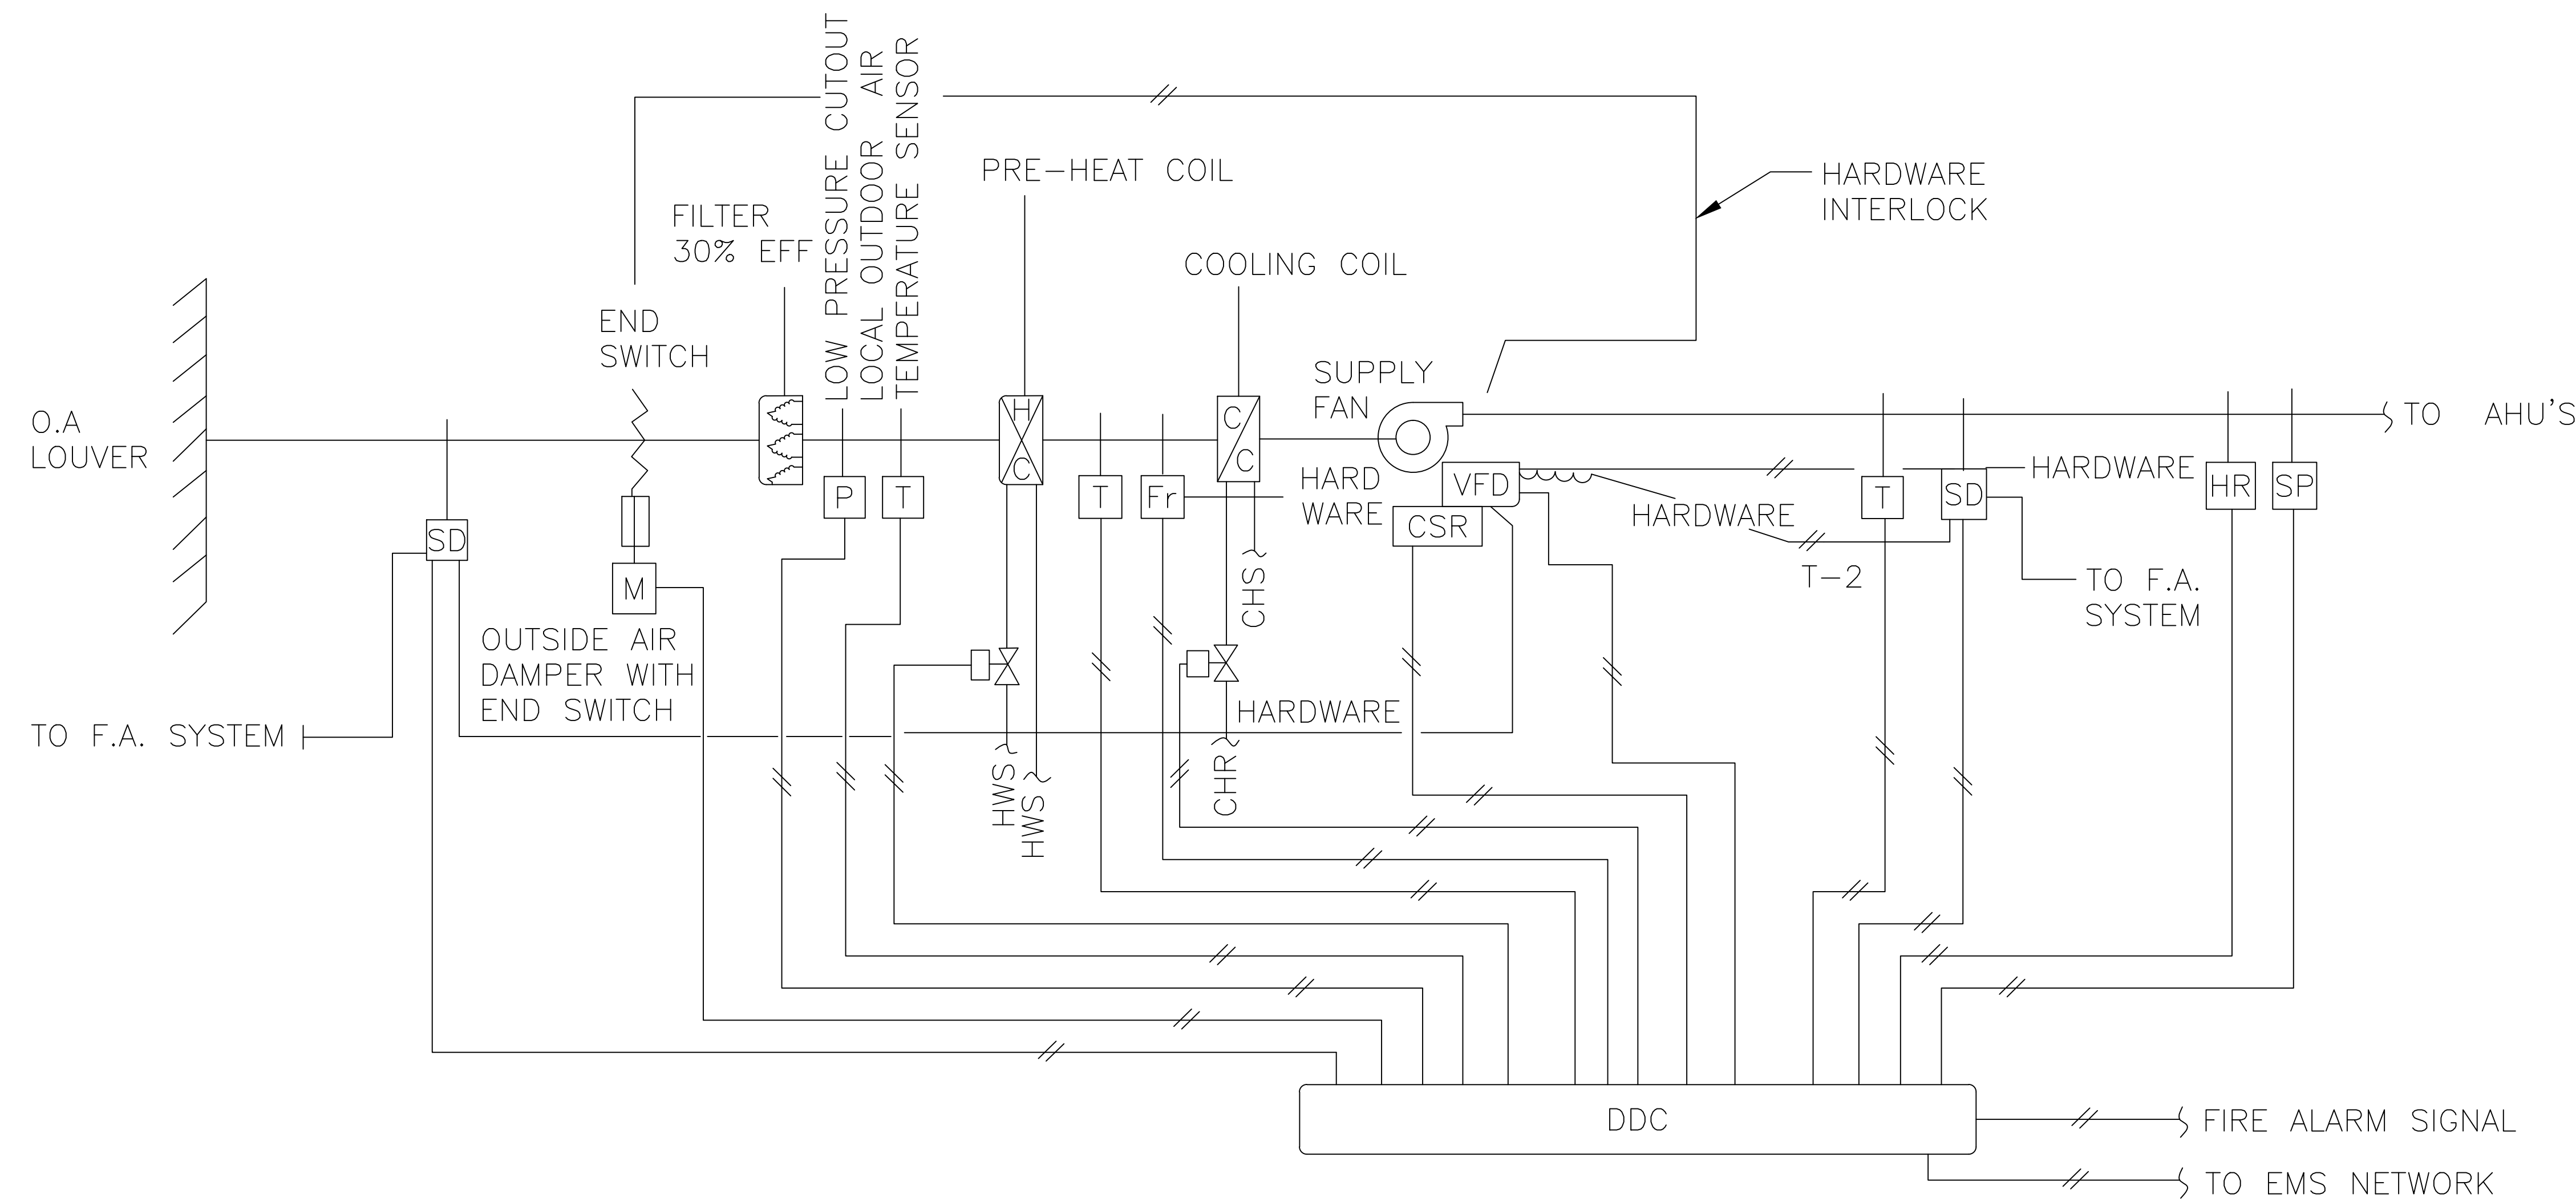 LOW PRESSURE CUTOUT
LOCAL OUTDOOR AIR
TEMPERATURE SENSOR
PRE-HEAT COIL
HARDWARE
INTERLOCK
FILTER
30% EFF
COOLING COIL
END
SWITCH
SUPPLY
FAN
O.A
LOUVER
TO AHU'S
H
C
C
C
HARD
WARE
VFD
CSR
HARDWARE
HARDWARE
T-2
P
T
T
Fr
T
SD
HR
SP
SD
M
CHS
TO F.A.
SYSTEM
OUTSIDE AIR
DAMPER WITH
END SWITCH
TO F.A. SYSTEM
HARDWARE
HWS
HWS
CHR
DDC
FIRE ALARM SIGNAL
TO EMS NETWORK